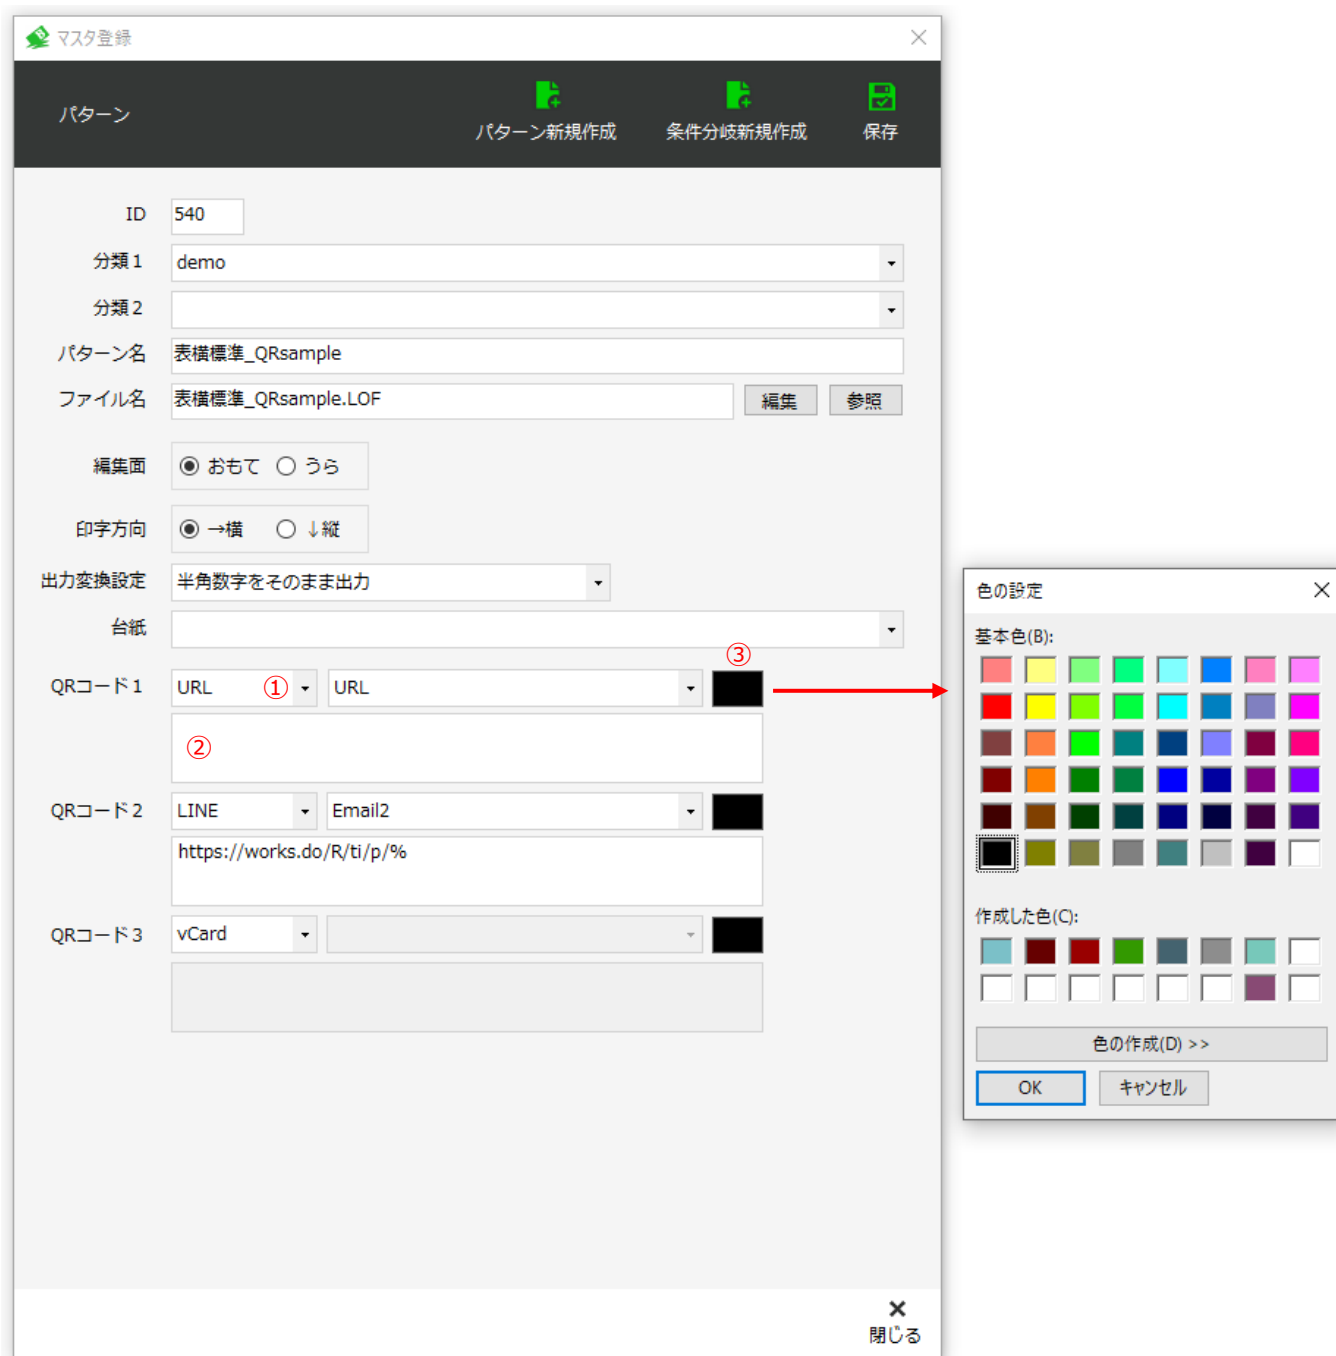 マスタ登録
パターン
パターン新規作成
条件分岐新規作成
保存
ID 540
分類1 demo
分類2
パターン名 表横標準_QRsample
ファイル名 表横標準_QRsample.LOF 編集 参照
編集面 おもて うら
印字方向 →横 ↓縦
出力変換設定 半角数字をそのまま出力
台紙
③
QRコード1 URL ① URL
②
QRコード2 LINE Email2
https://works.do/R/ti/p/%
QRコード3 vCard
閉じる
色の設定
基本色(B):
作成した色(C):
色の作成(D) >>
OK キャンセル